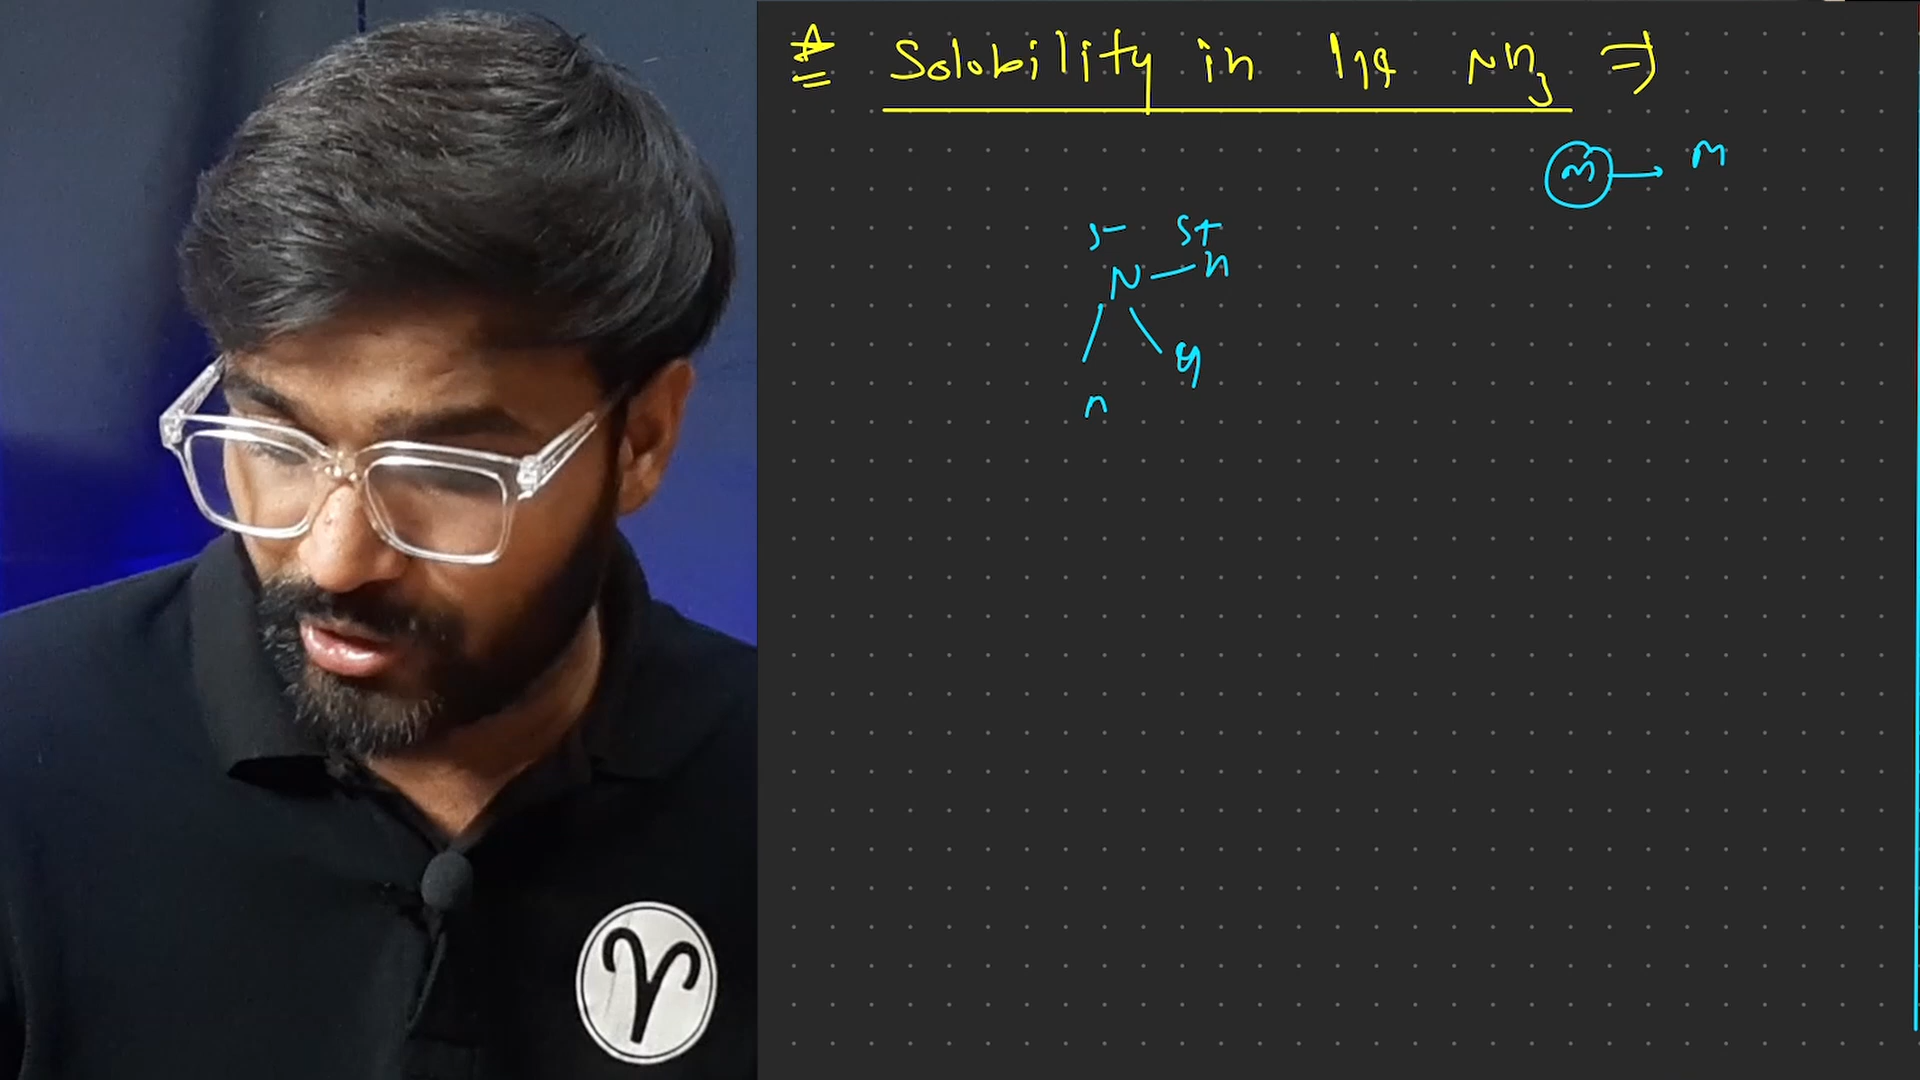 Solubility in liq NH3 ⇒
M → M
δ- δ+
N — H
H H